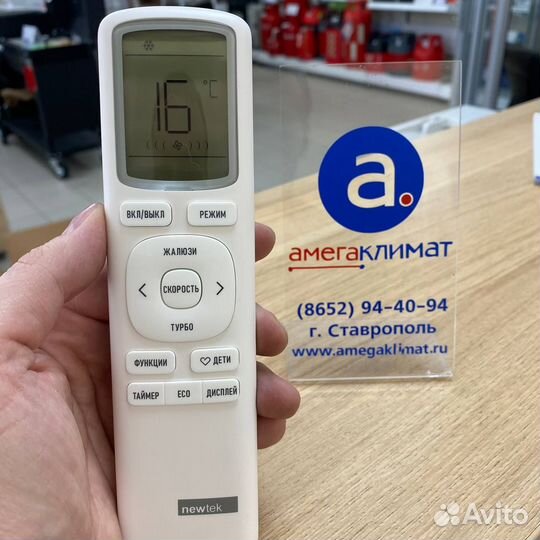 16 °C
ВКЛ/ВЫКЛ
РЕЖИМ
ЖАЛЮЗИ
СКОРОСТЬ
ТУРБО
ФУНКЦИИ
ДЕТИ
ТАЙМЕР
ECO
ДИСПЛЕЙ
newtek
a.
амегаКЛИМАТ
(8652) 94-40-94
г. Ставрополь
www.amegaklimat.ru
Avito